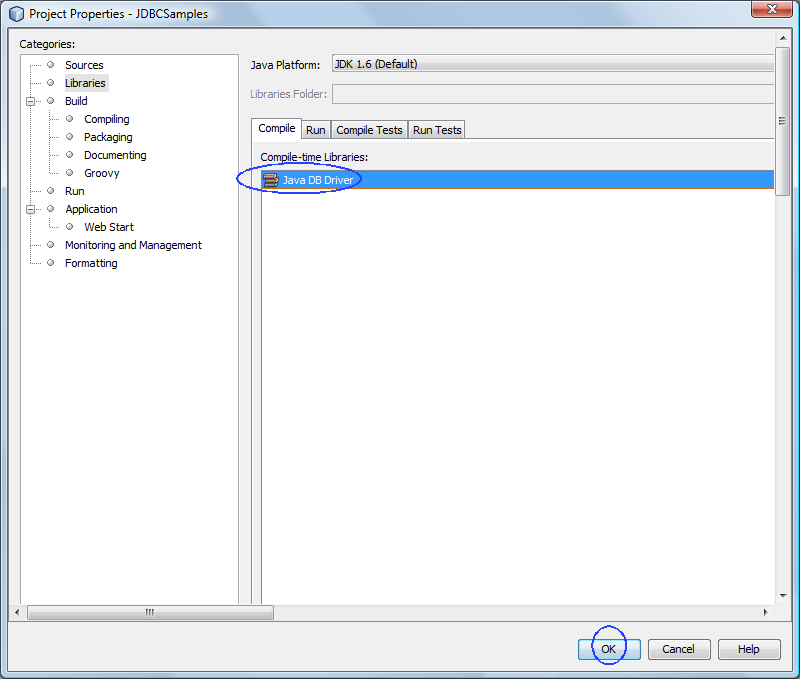 Project Properties - JDBCSamples
Categories:
Sources
Libraries
Build
Compiling
Packaging
Documenting
Groovy
Run
Application
Web Start
Monitoring and Management
Formatting
Java Platform: JDK 1.6 (Default)
Libraries Folder:
Compile Run Compile Tests Run Tests
Compile-time Libraries:
Java DB Driver
OK Cancel Help